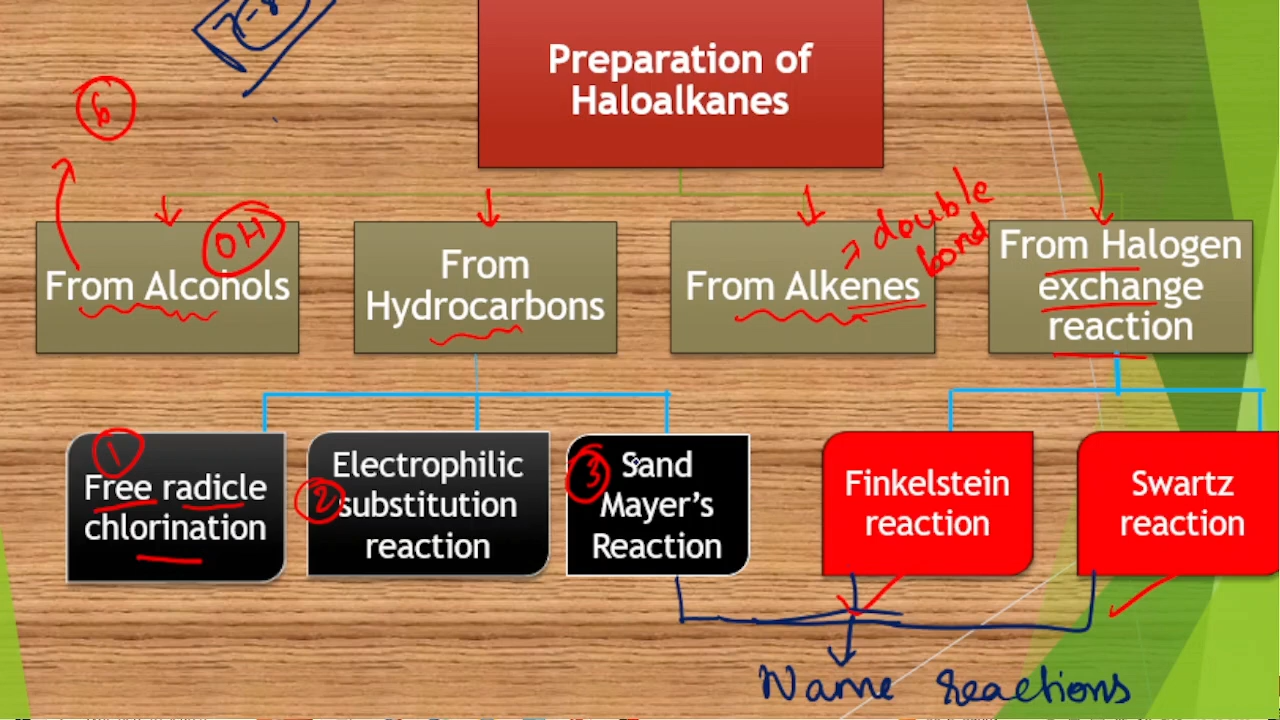 Preparation of
Haloalkanes
6
OH
double
bond
From Alcohols
From
Hydrocarbons
From Alkenes
From Halogen
exchange
reaction
1
Free radicle
chlorination
2
Electrophilic
substitution
reaction
3
Sand
Mayer's
Reaction
Finkelstein
reaction
Swartz
reaction
Name reactions